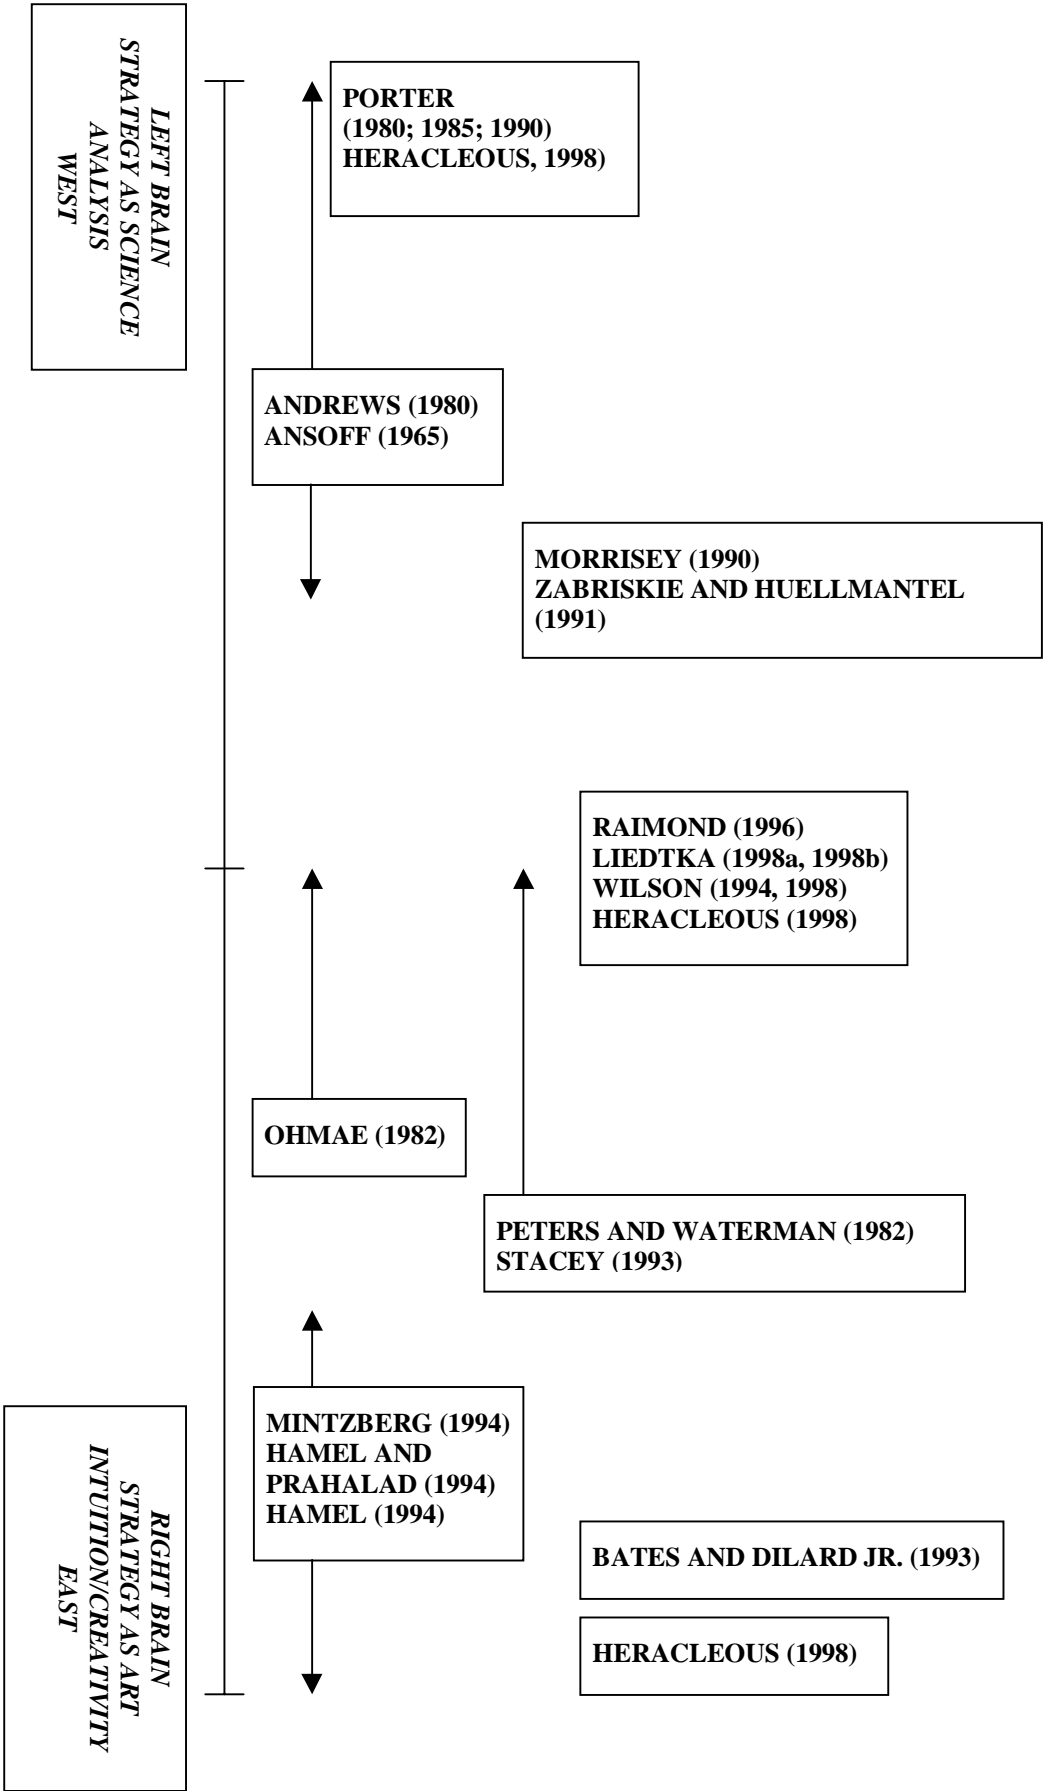 LEFT BRAIN
STRATEGY AS SCIENCE
ANALYSIS
WEST
PORTER
(1980; 1985; 1990)
HERACLEOUS, 1998)
ANDREWS (1980)
ANSOFF (1965)
MORRISEY (1990)
ZABRISKIE AND HUELLMANTEL
(1991)
RAIMOND (1996)
LIEDTKA (1998a, 1998b)
WILSON (1994, 1998)
HERACLEOUS (1998)
OHMAE (1982)
PETERS AND WATERMAN (1982)
STACEY (1993)
MINTZBERG (1994)
HAMEL AND
PRAHALAD (1994)
HAMEL (1994)
BATES AND DILARD JR. (1993)
HERACLEOUS (1998)
RIGHT BRAIN
STRATEGY AS ART
INTUITION/CREATIVITY
EAST